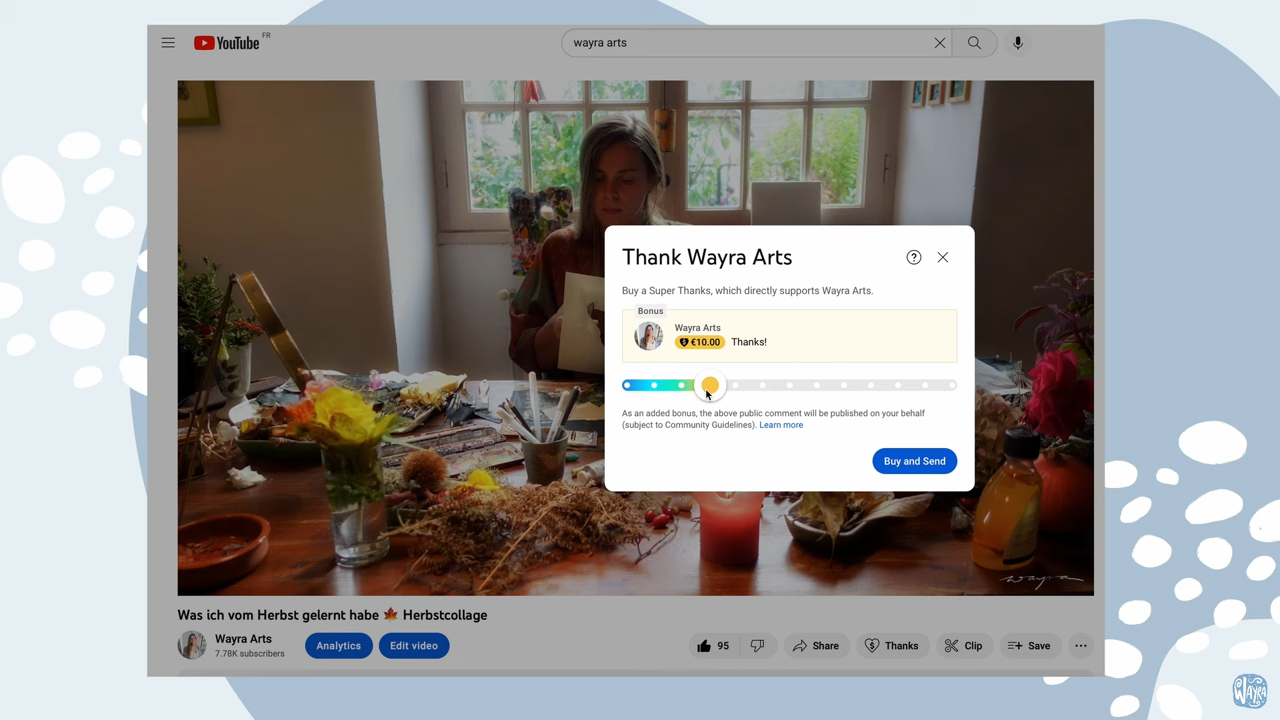 YouTube FR
wayra arts
Thank Wayra Arts
Buy a Super Thanks, which directly supports Wayra Arts.
Bonus
Wayra Arts
€10.00 Thanks!
As an added bonus, the above public comment will be published on your behalf
(subject to Community Guidelines). Learn more
Buy and Send
wayra
Was ich vom Herbst gelernt habe 🍁 Herbstcollage
Wayra Arts
7.78K subscribers
Analytics
Edit video
95
Share
Thanks
Clip
Save
WAYRA